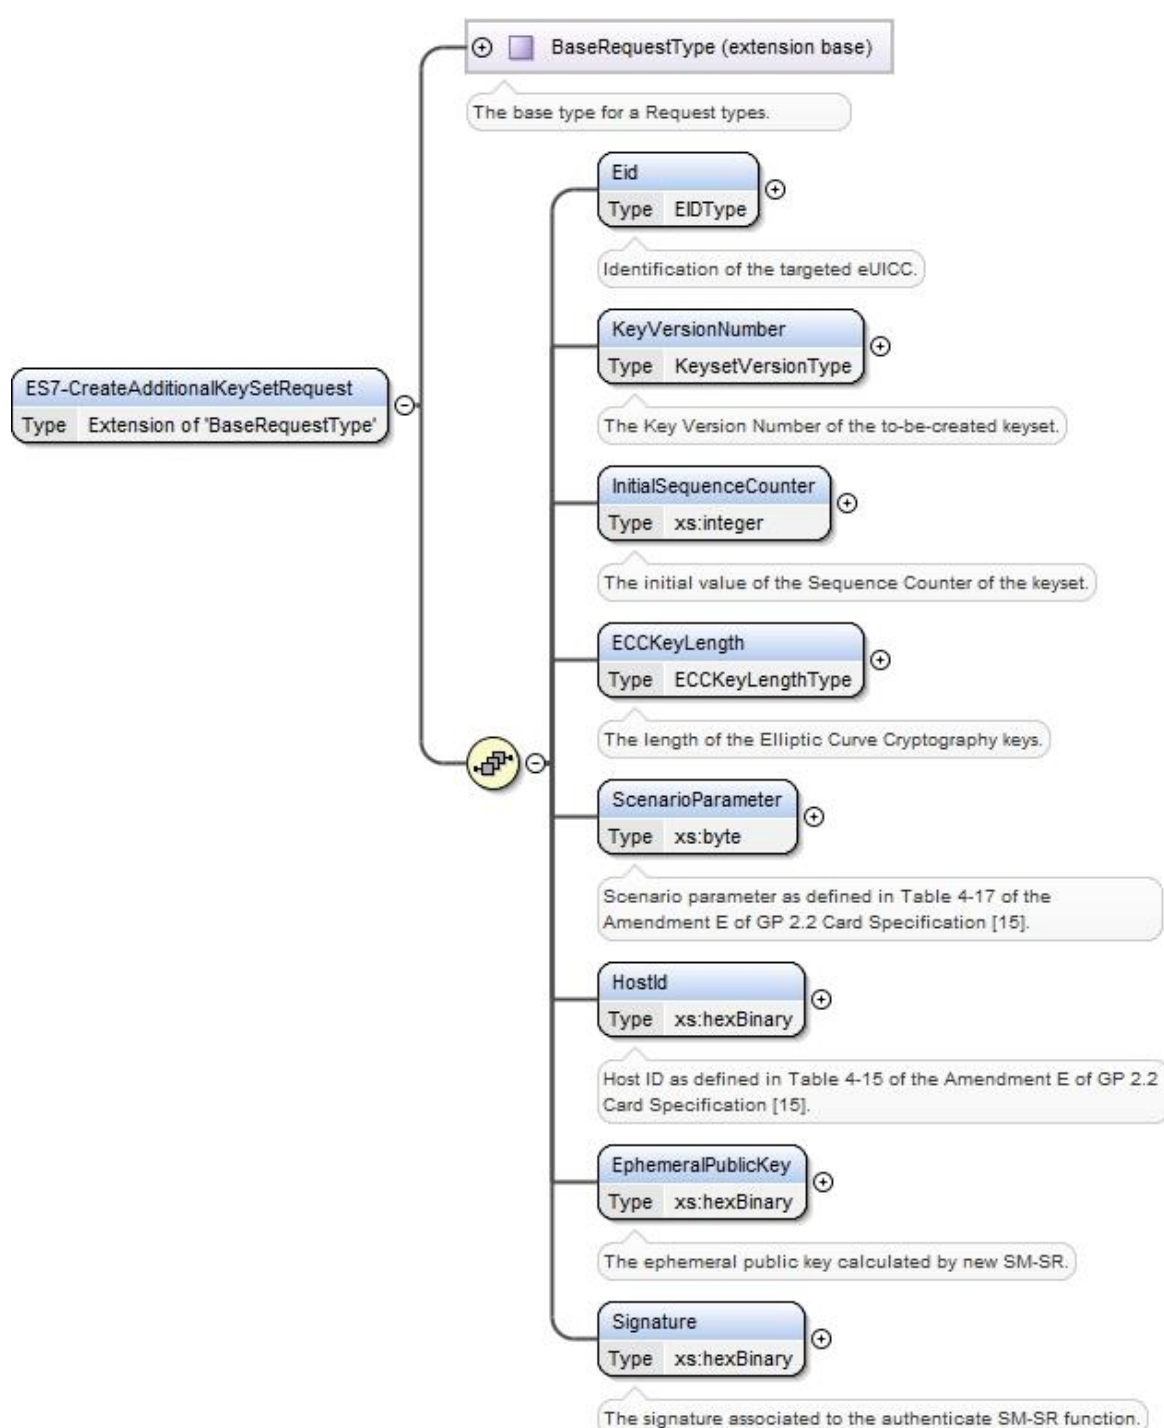 BaseRequestType (extension base)
The base type for a Request types.
Eid
Type EIDType
Identification of the targeted eUICC.
KeyVersionNumber
Type KeysetVersionType
The Key Version Number of the to-be-created keyset.
ES7-CreateAdditionalKeySetRequest
Type Extension of 'BaseRequestType'
InitialSequenceCounter
Type xs:integer
The initial value of the Sequence Counter of the keyset.
ECCKeyLength
Type ECCKeyLengthType
The length of the Elliptic Curve Cryptography keys.
ScenarioParameter
Type xs:byte
Scenario parameter as defined in Table 4-17 of the
Amendment E of GP 2.2 Card Specification [15].
HostId
Type xs:hexBinary
Host ID as defined in Table 4-15 of the Amendment E of GP 2.2
Card Specification [15].
EphemeralPublicKey
Type xs:hexBinary
The ephemeral public key calculated by new SM-SR.
Signature
Type xs:hexBinary
The signature associated to the authenticate SM-SR function.